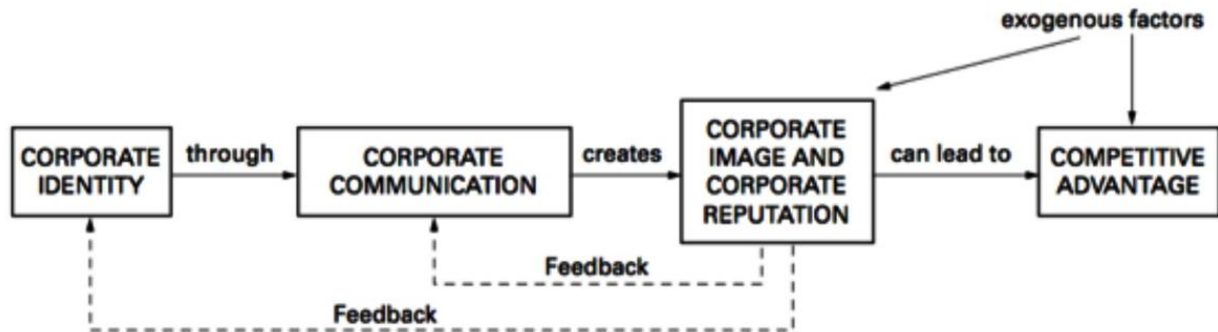 exogenous factors
CORPORATE
IDENTITY
through
CORPORATE
COMMUNICATION
creates
CORPORATE
IMAGE AND
CORPORATE
REPUTATION
can lead to
COMPETITIVE
ADVANTAGE
Feedback
Feedback